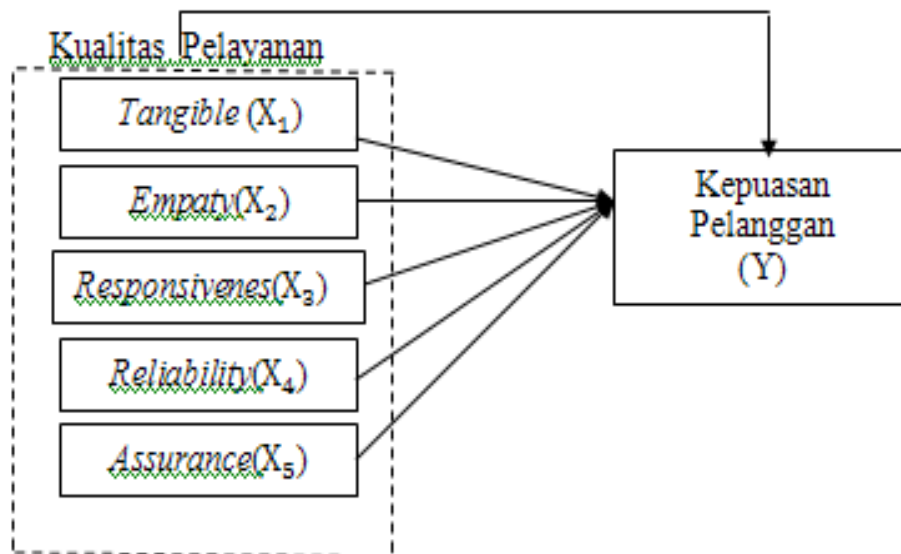 Kualitas Pelayanan
Tangible (X₁)
Empaty(X₂)
Responsivenes(X₃)
Reliability(X₄)
Assurance(X₅)
Kepuasan
Pelanggan
(Y)